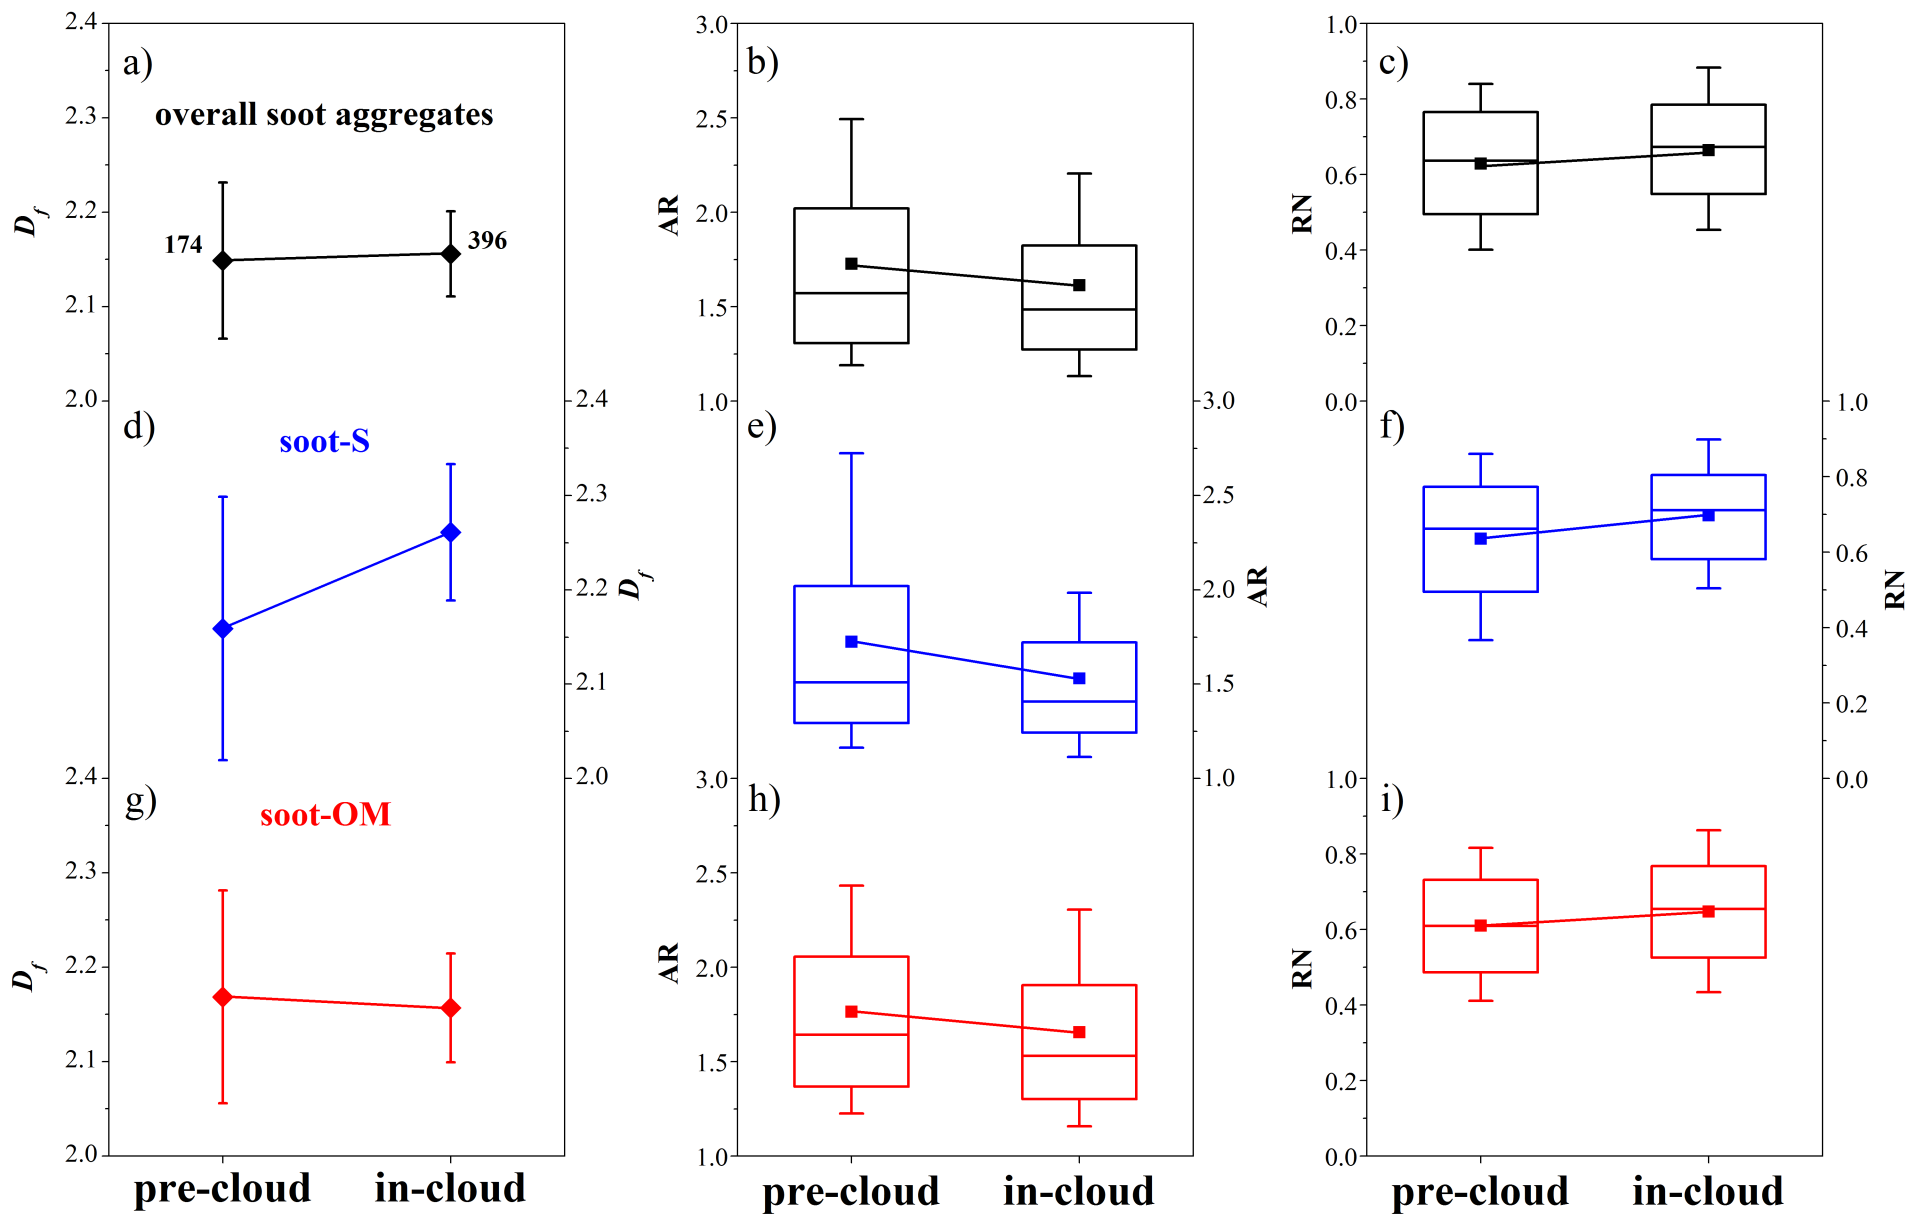 a)
overall soot aggregates
2.4
2.3
2.2
2.1
2.0
D_f
174
396
b)
3.0
2.5
2.0
1.5
1.0
AR
c)
1.0
0.8
0.6
0.4
0.2
0.0
RN
d)
soot-S
2.4
2.3
2.2
2.1
2.0
D_f
e)
3.0
2.5
2.0
1.5
1.0
AR
f)
1.0
0.8
0.6
0.4
0.2
0.0
RN
g)
soot-OM
2.4
2.3
2.2
2.1
2.0
D_f
h)
3.0
2.5
2.0
1.5
1.0
AR
i)
1.0
0.8
0.6
0.4
0.2
0.0
RN
pre-cloud in-cloud
pre-cloud in-cloud
pre-cloud in-cloud